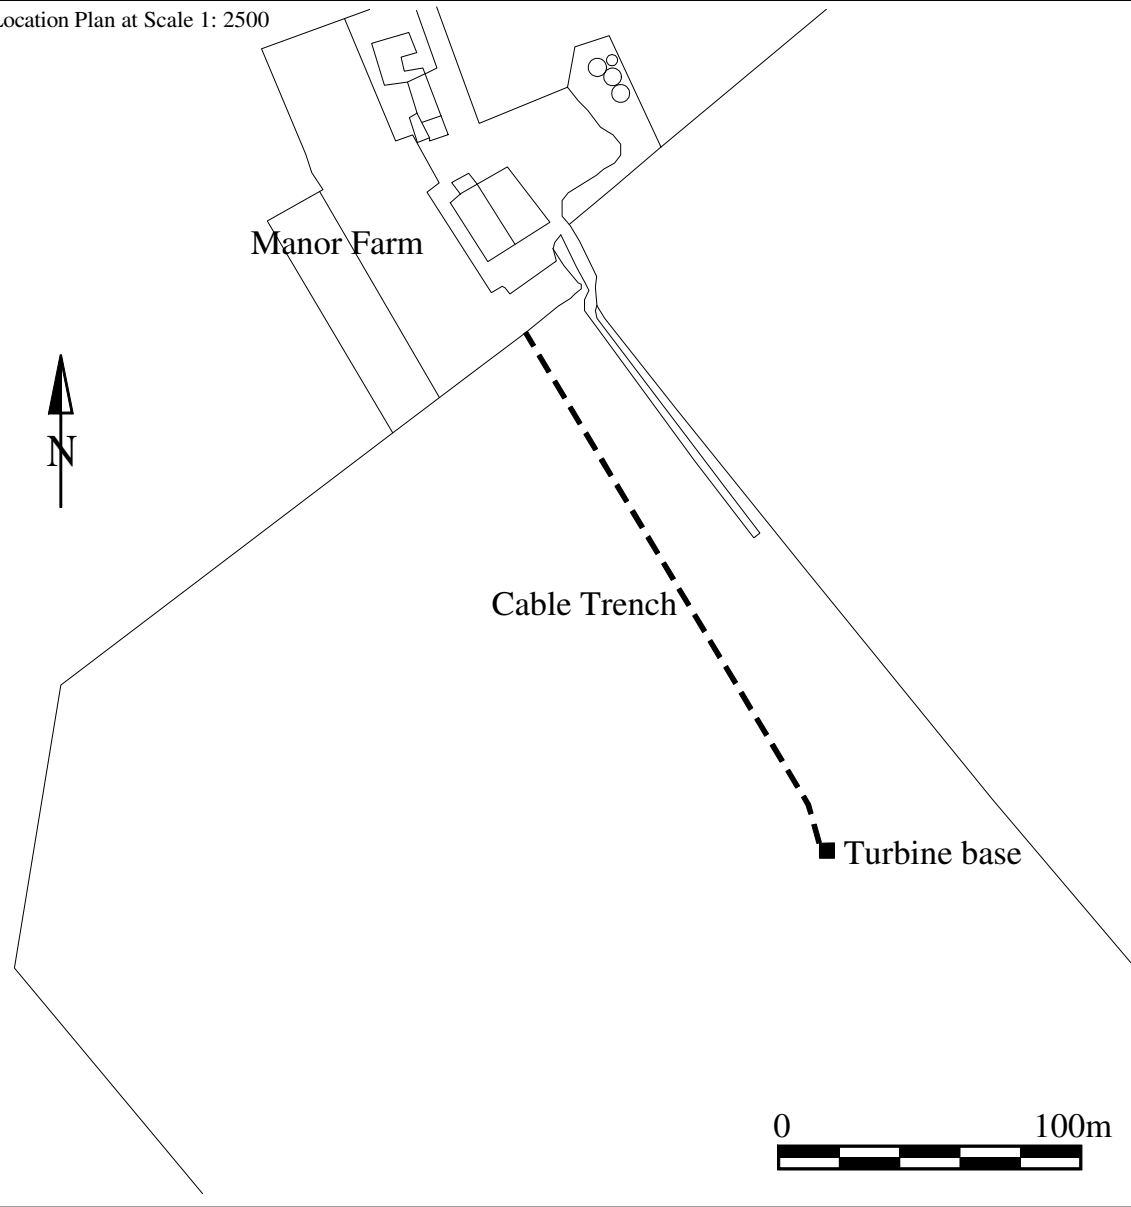 Location Plan at Scale 1: 2500
Manor Farm
N
Cable Trench
Turbine base
0 100m